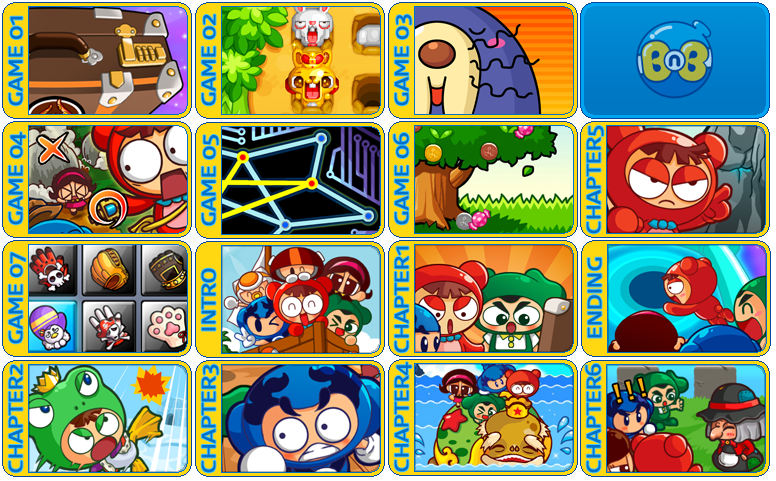 GAME 01
GAME 02
GAME 03
BnB
GAME 04
GAME 05
GAME 06
CHAPTER5
GAME 07
INTRO
CHAPTER1
ENDING
CHAPTER2
CHAPTER3
CHAPTER4
CHAPTER6